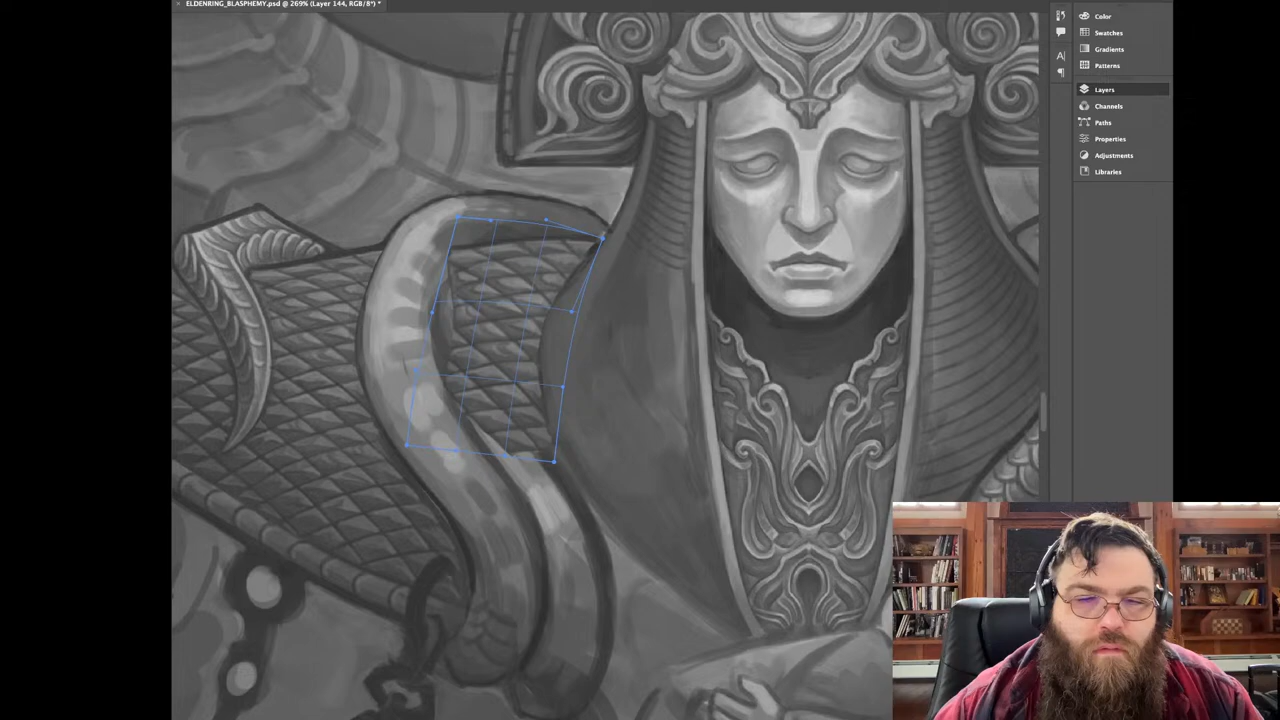 × ELDENRING_BLASPHEMY.psd @ 269% (Layer 144, RGB/8*) *
Color
Swatches
Gradients
Patterns
Layers
Channels
Paths
Properties
Adjustments
Libraries